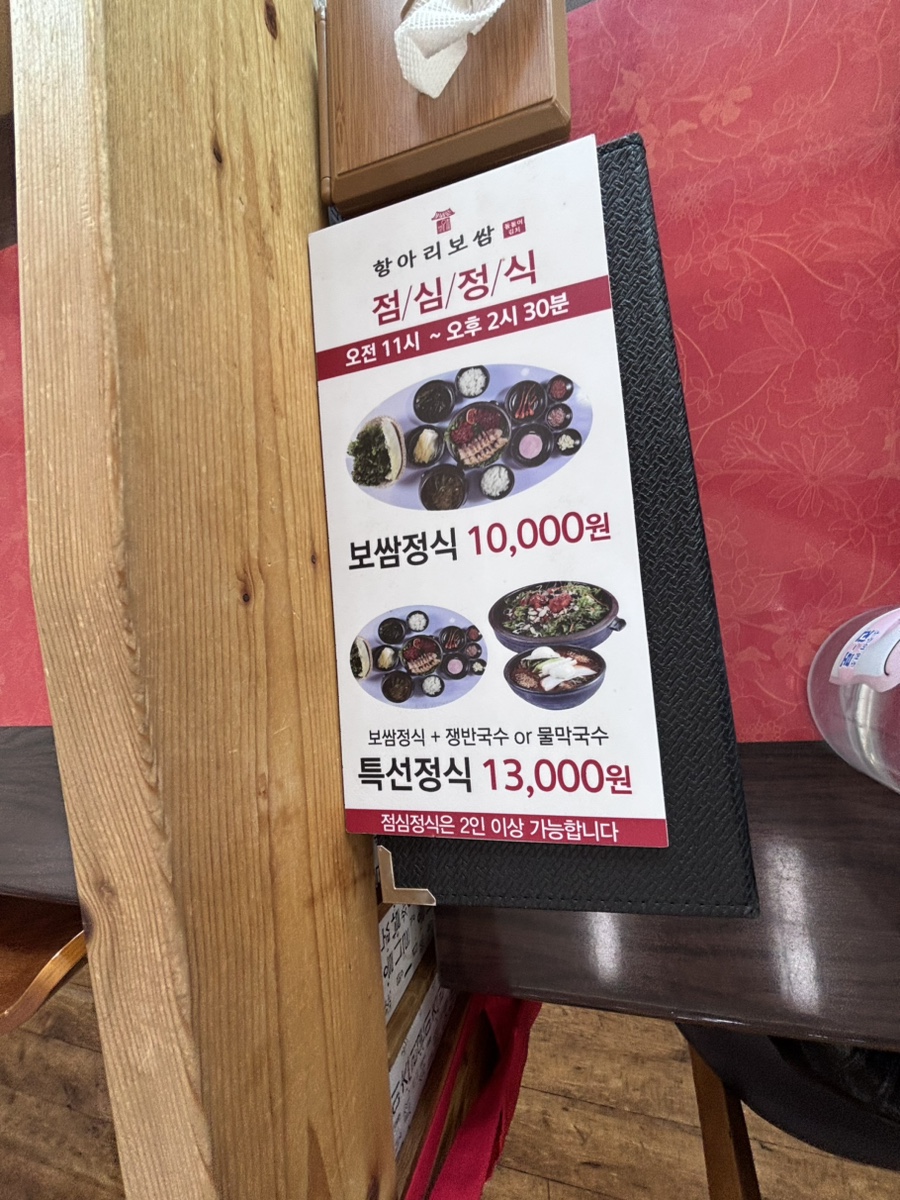 항아리보쌈
점/심/정/식
오전 11시 ~ 오후 2시 30분
보쌈정식 10,000원
보쌈정식 + 쟁반국수 or 물막국수
특선정식 13,000원
점심정식은 2인 이상 가능합니다